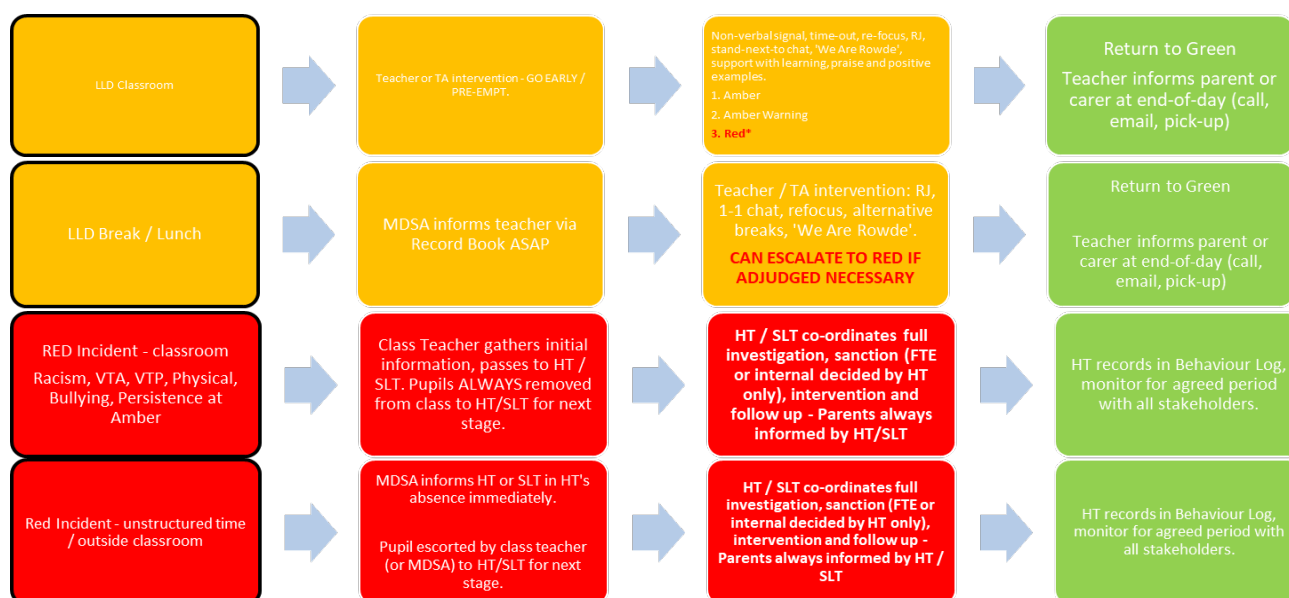 LLD Classroom
Teacher or TA intervention - GO EARLY /
PRE-EMPT.
Non-verbal signal, time-out, re-focus, RJ,
stand-next-to chat, 'We Are Rowde',
support with learning, praise and positive
examples.
1. Amber
2. Amber Warning
3. Red*
Return to Green
Teacher informs parent or
carer at end-of-day (call,
email, pick-up)
LLD Break / Lunch
MDSA informs teacher via
Record Book ASAP
Teacher / TA intervention: RJ,
1-1 chat, refocus, alternative
breaks, 'We Are Rowde'.
CAN ESCALATE TO RED IF
ADJUDGED NECESSARY
Return to Green
Teacher informs parent or
carer at end-of-day (call,
email, pick-up)
RED Incident - classroom
Racism, VTA, VTP, Physical,
Bullying, Persistence at
Amber
Class Teacher gathers initial
information, passes to HT /
SLT. Pupils ALWAYS removed
from class to HT/SLT for next
stage.
HT / SLT co-ordinates full
investigation, sanction (FTE
or internal decided by HT
only), intervention and
follow up - Parents always
informed by HT/SLT
HT records in Behaviour Log,
monitor for agreed period
with all stakeholders.
Red Incident - unstructured time
/ outside classroom
MDSA informs HT or SLT in HT's
absence immediately.
Pupil escorted by class teacher
(or MDSA) to HT/SLT for next
stage.
HT / SLT co-ordinates full
investigation, sanction (FTE or
internal decided by HT only),
intervention and follow up -
Parents always informed by HT /
SLT
HT records in Behaviour Log,
monitor for agreed period with
all stakeholders.